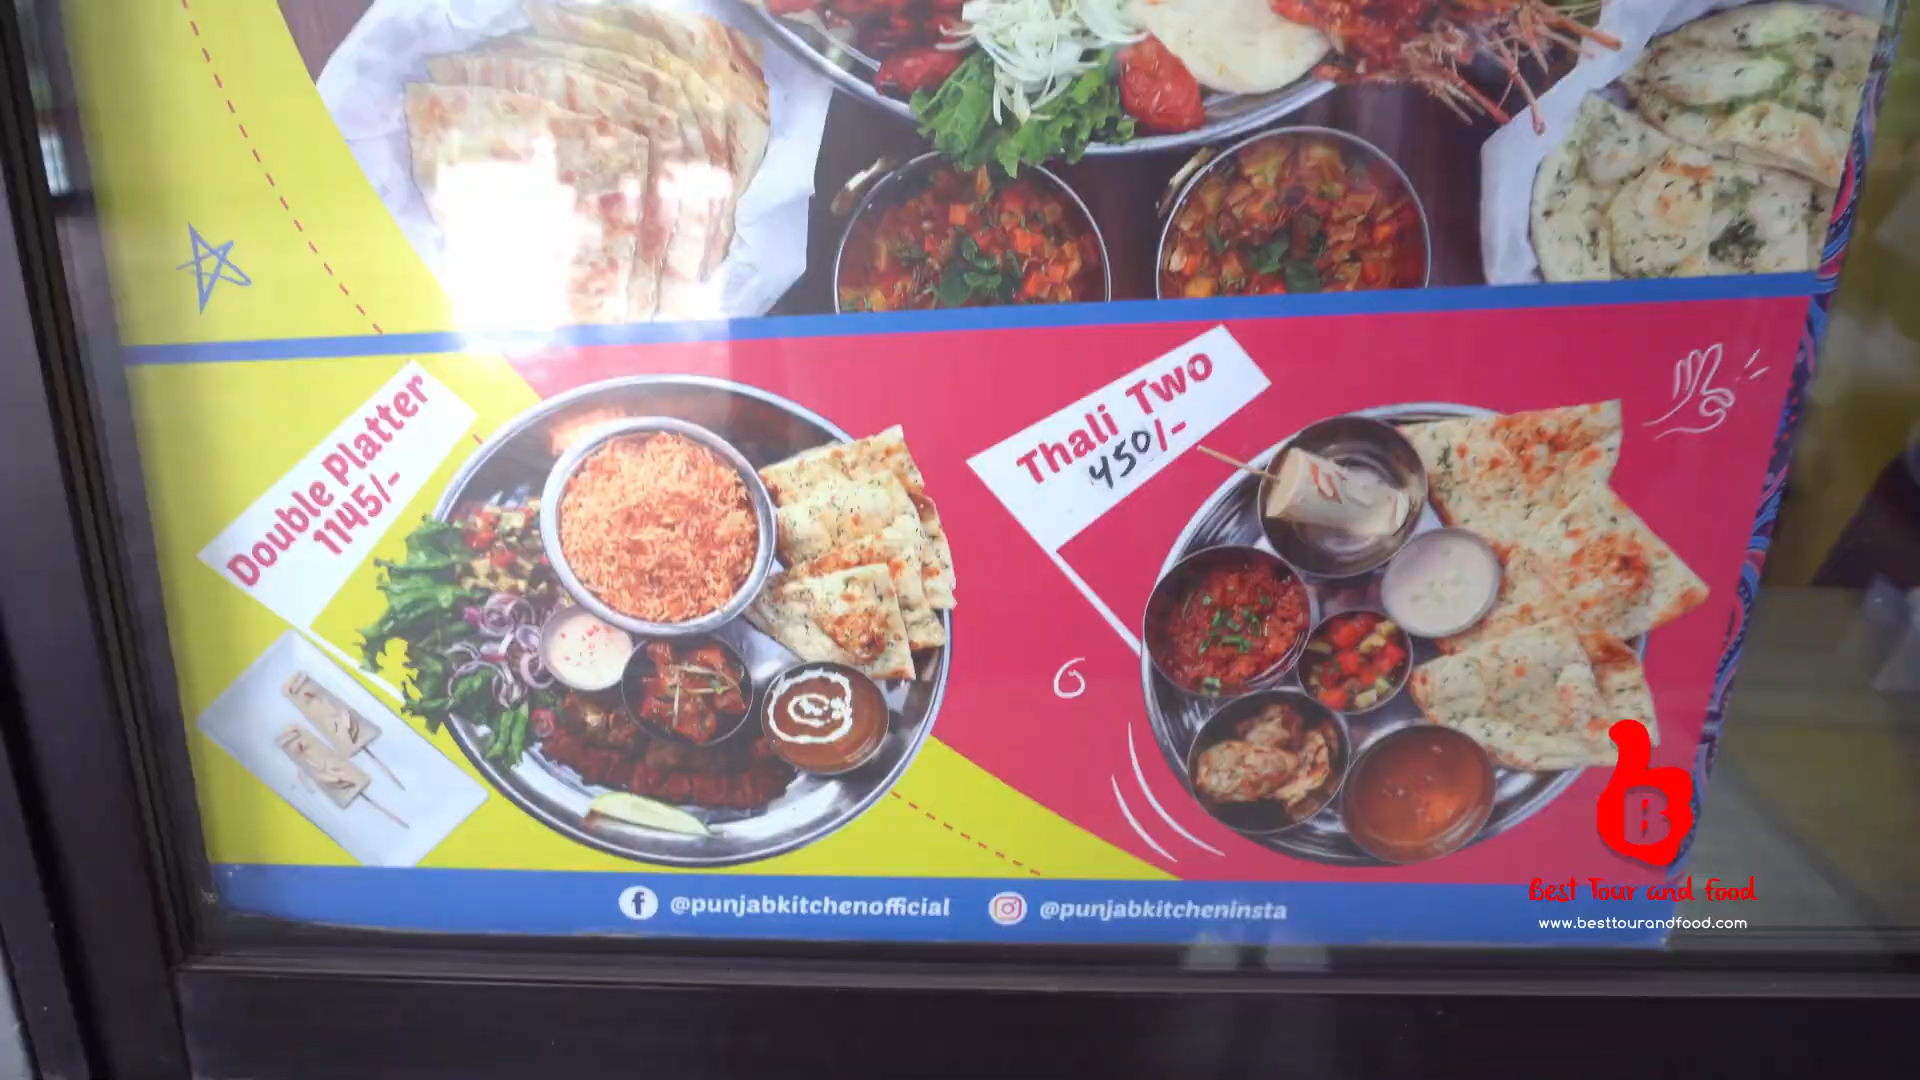 Double Platter
1145/-
Thali Two
450/-
@punjabkitchenofficial
@punjabkitcheninsta
B
Best Tour and Food
www.besttourandfood.com